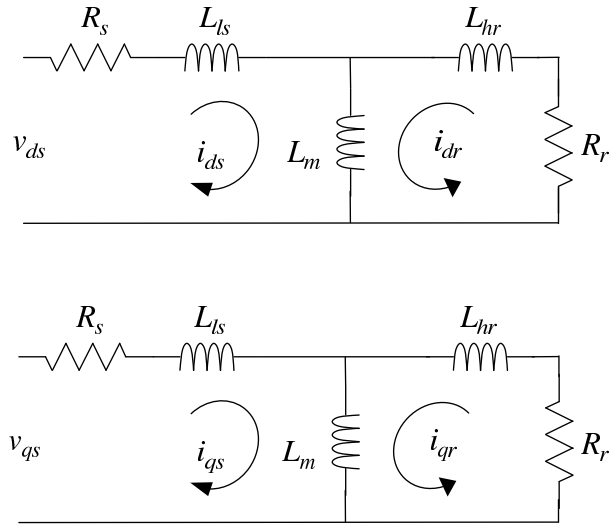 R_s L_ls L_hr
v_ds i_ds L_m i_dr R_r
R_s L_ls L_hr
v_qs i_qs L_m i_qr R_r